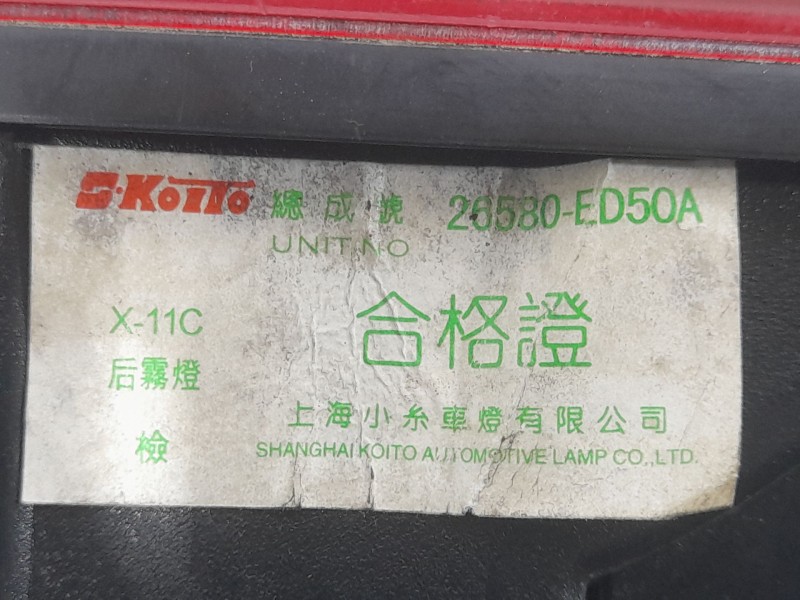 S·KOITO 總成號 26580-ED50A
UNIT NO
X-11C 合格證
后霧燈
上海小糸車燈有限公司
檢
SHANGHAI KOITO AUTOMOTIVE LAMP CO.,LTD.